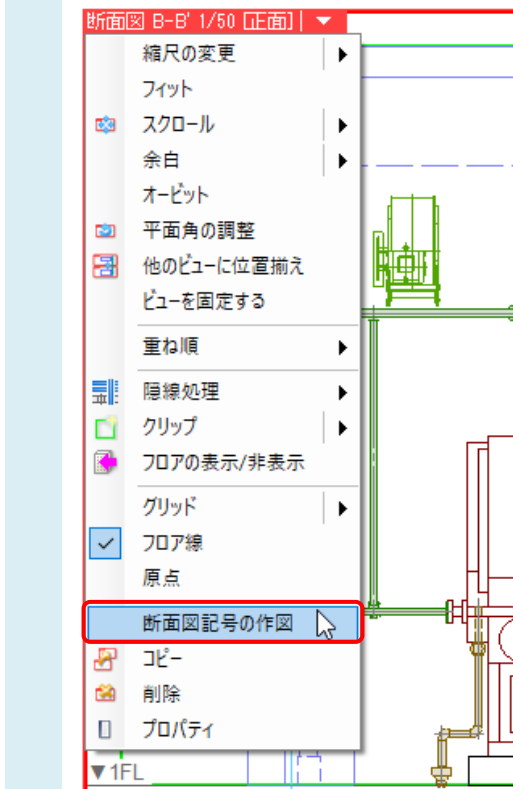 断面図 B-B' 1/50 [正面] | ▼
縮尺の変更
フィット
スクロール
余白
オービット
平面角の調整
他のビューに位置揃え
ビューを固定する
重ね順
隠線処理
クリップ
フロアの表示/非表示
グリッド
フロア線
原点
断面図記号の作図
コピー
削除
プロパティ
▼1FL